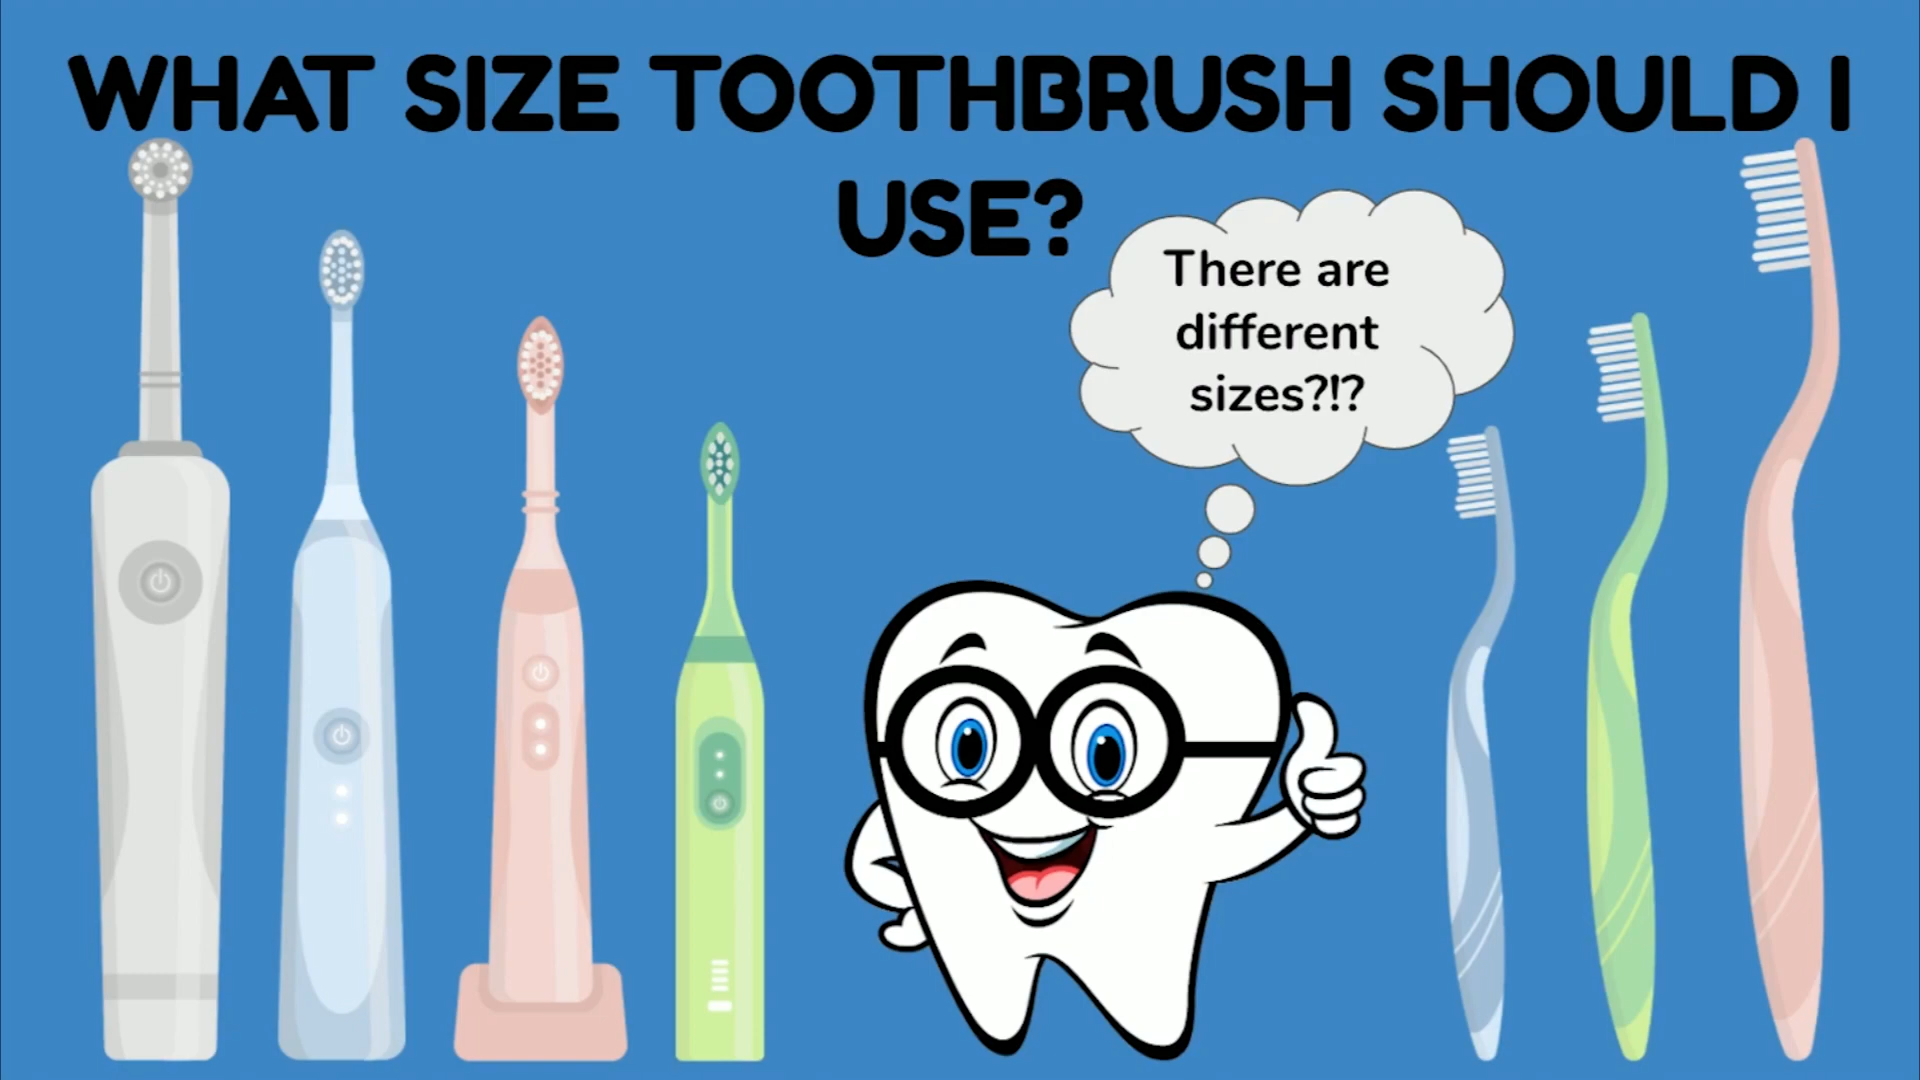 WHAT SIZE TOOTHBRUSH SHOULD I
USE?
There are
different
sizes?!?